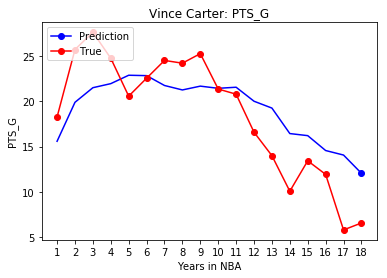 Vince Carter: PTS_G
Prediction
True
PTS_G
25
20
15
10
5
1 2 3 4 5 6 7 8 9 10 11 12 13 14 15 16 17 18
Years in NBA